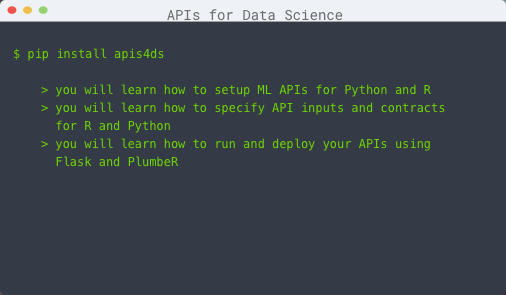 APIs for Data Science
$ pip install apis4ds
> you will learn how to setup ML APIs for Python and R
> you will learn how to specify API inputs and contracts
for R and Python
> you will learn how to run and deploy your APIs using
Flask and PlumbeR